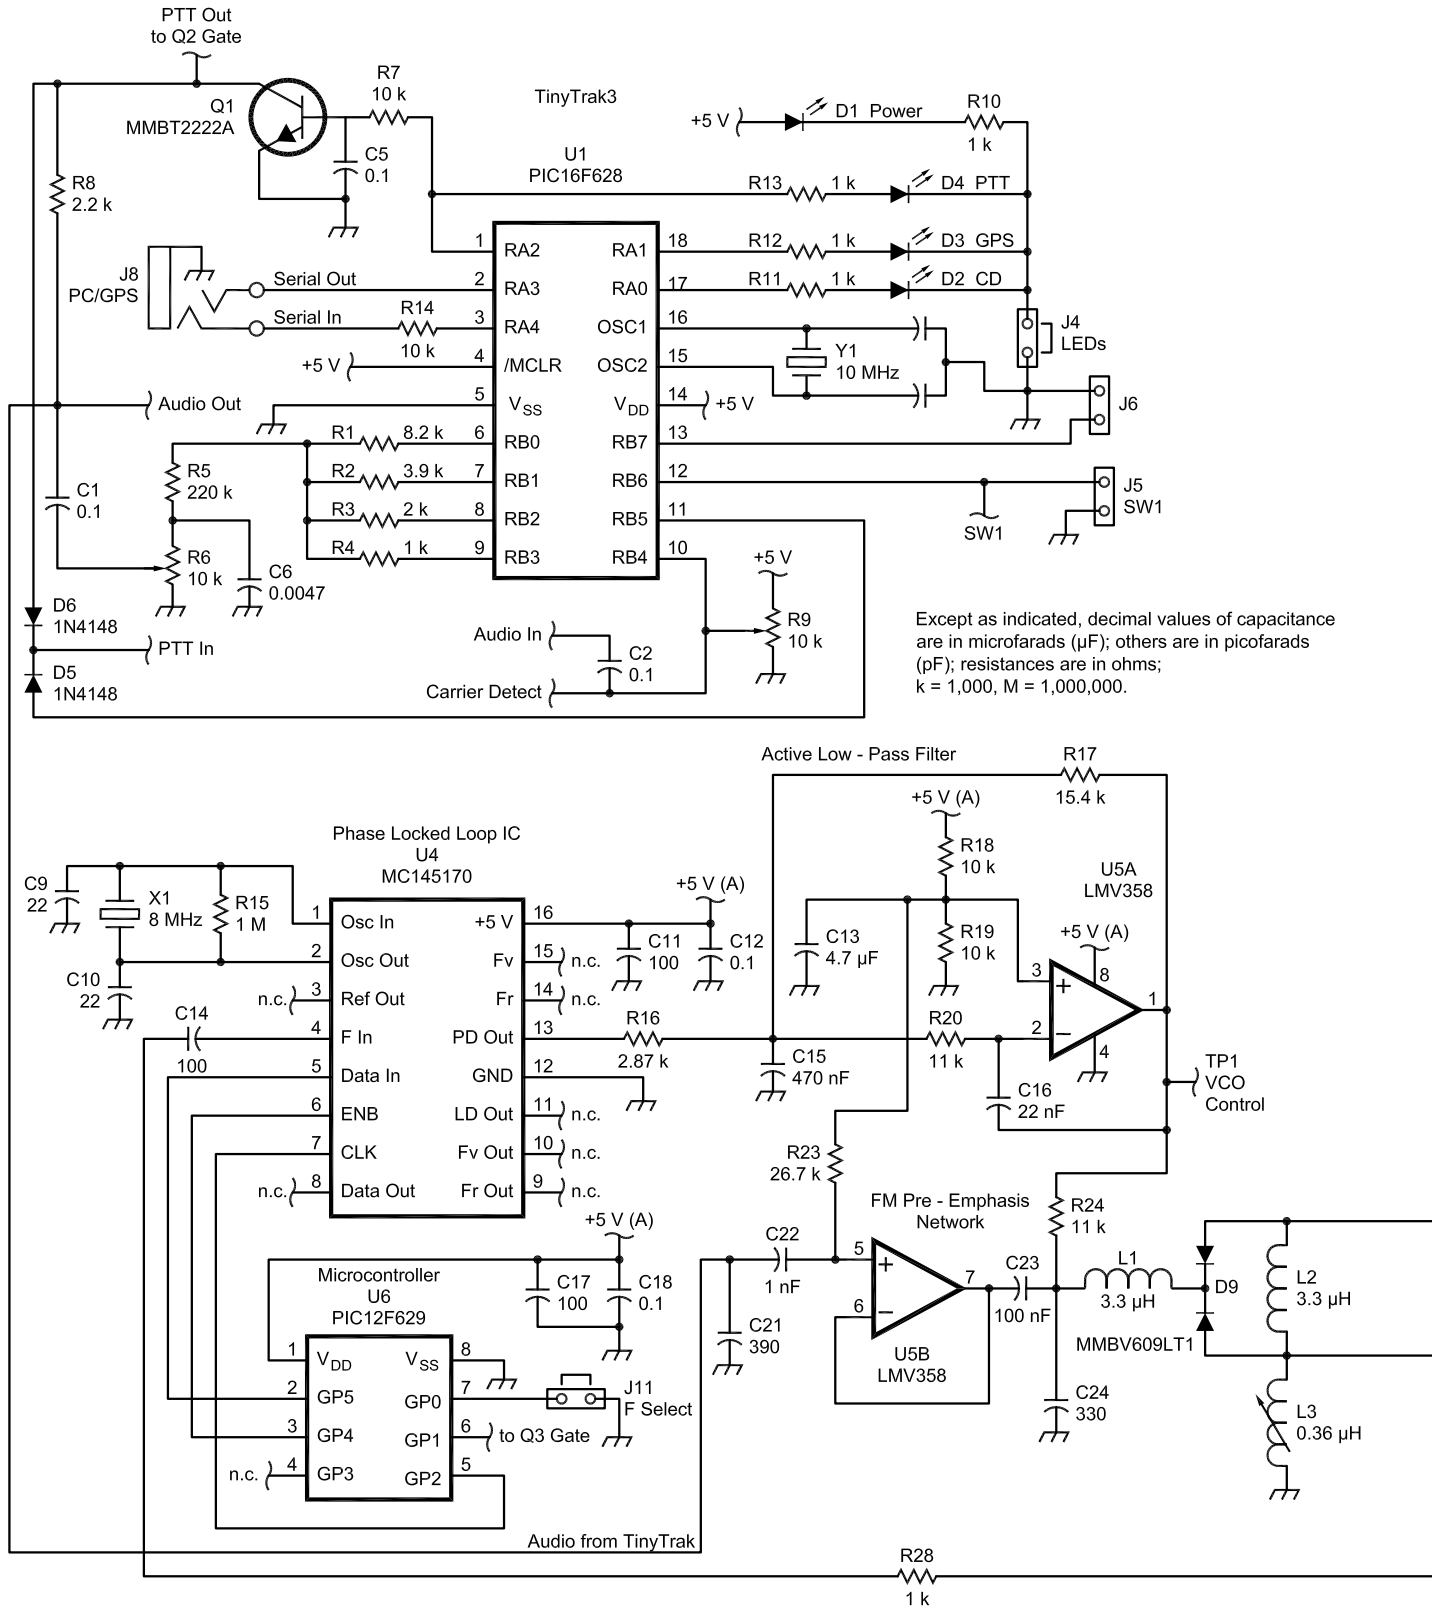 PTT Out
to Q2 Gate
Q1
MMBT2222A
R7
10 k
C5
0.1
R8
2.2 k
TinyTrak3
U1
PIC16F628
+5 V
D1 Power
R10
1 k
R13
1 k
D4 PTT
R12
1 k
D3 GPS
R11
1 k
D2 CD
J8
PC/GPS
Serial Out
Serial In
R14
10 k
+5 V
1
2
3
4
5
6
7
8
9
RA2
RA3
RA4
/MCLR
VSS
RB0
RB1
RB2
RB3
RA1
RA0
OSC1
OSC2
VDD
RB7
RB6
RB5
RB4
18
17
16
15
14
13
12
11
10
+5 V
Y1
10 MHz
J4
LEDs
J6
J5
SW1
SW1
Audio Out
R1
8.2 k
R2
3.9 k
R3
2 k
R4
1 k
R5
220 k
R6
10 k
C1
0.1
C6
0.0047
D6
1N4148
PTT In
D5
1N4148
Audio In
C2
0.1
Carrier Detect
+5 V
R9
10 k
Except as indicated, decimal values of capacitance
are in microfarads (µF); others are in picofarads
(pF); resistances are in ohms;
k = 1,000, M = 1,000,000.
Active Low - Pass Filter
R17
15.4 k
+5 V (A)
R18
10 k
R19
10 k
C13
4.7 µF
U5A
LMV358
+5 V (A)
8
3
2
1
4
+
−
Phase Locked Loop IC
U4
MC145170
C9
22
X1
8 MHz
R15
1 M
C10
22
n.c.
C14
100
1
2
3
4
5
6
7
8
Osc In
Osc Out
Ref Out
F In
Data In
ENB
CLK
Data Out
n.c.
+5 V
Fv
Fr
PD Out
GND
LD Out
Fv Out
Fr Out
16
15
14
13
12
11
10
9
n.c.
n.c.
n.c.
n.c.
n.c.
+5 V (A)
C11
100
C12
0.1
R16
2.87 k
C15
470 nF
R20
11 k
C16
22 nF
TP1
VCO
Control
R23
26.7 k
FM Pre - Emphasis
Network
R24
11 k
C22
1 nF
5
6
7
+
−
U5B
LMV358
C23
100 nF
L1
3.3 µH
D9
MMBV609LT1
L2
3.3 µH
L3
0.36 µH
C24
330
C21
390
+5 V (A)
C17
100
C18
0.1
Microcontroller
U6
PIC12F629
1
2
3
4
VDD
GP5
GP4
GP3
n.c.
VSS
GP0
GP1
GP2
8
7
6
5
J11
F Select
to Q3 Gate
Audio from TinyTrak
R28
1 k